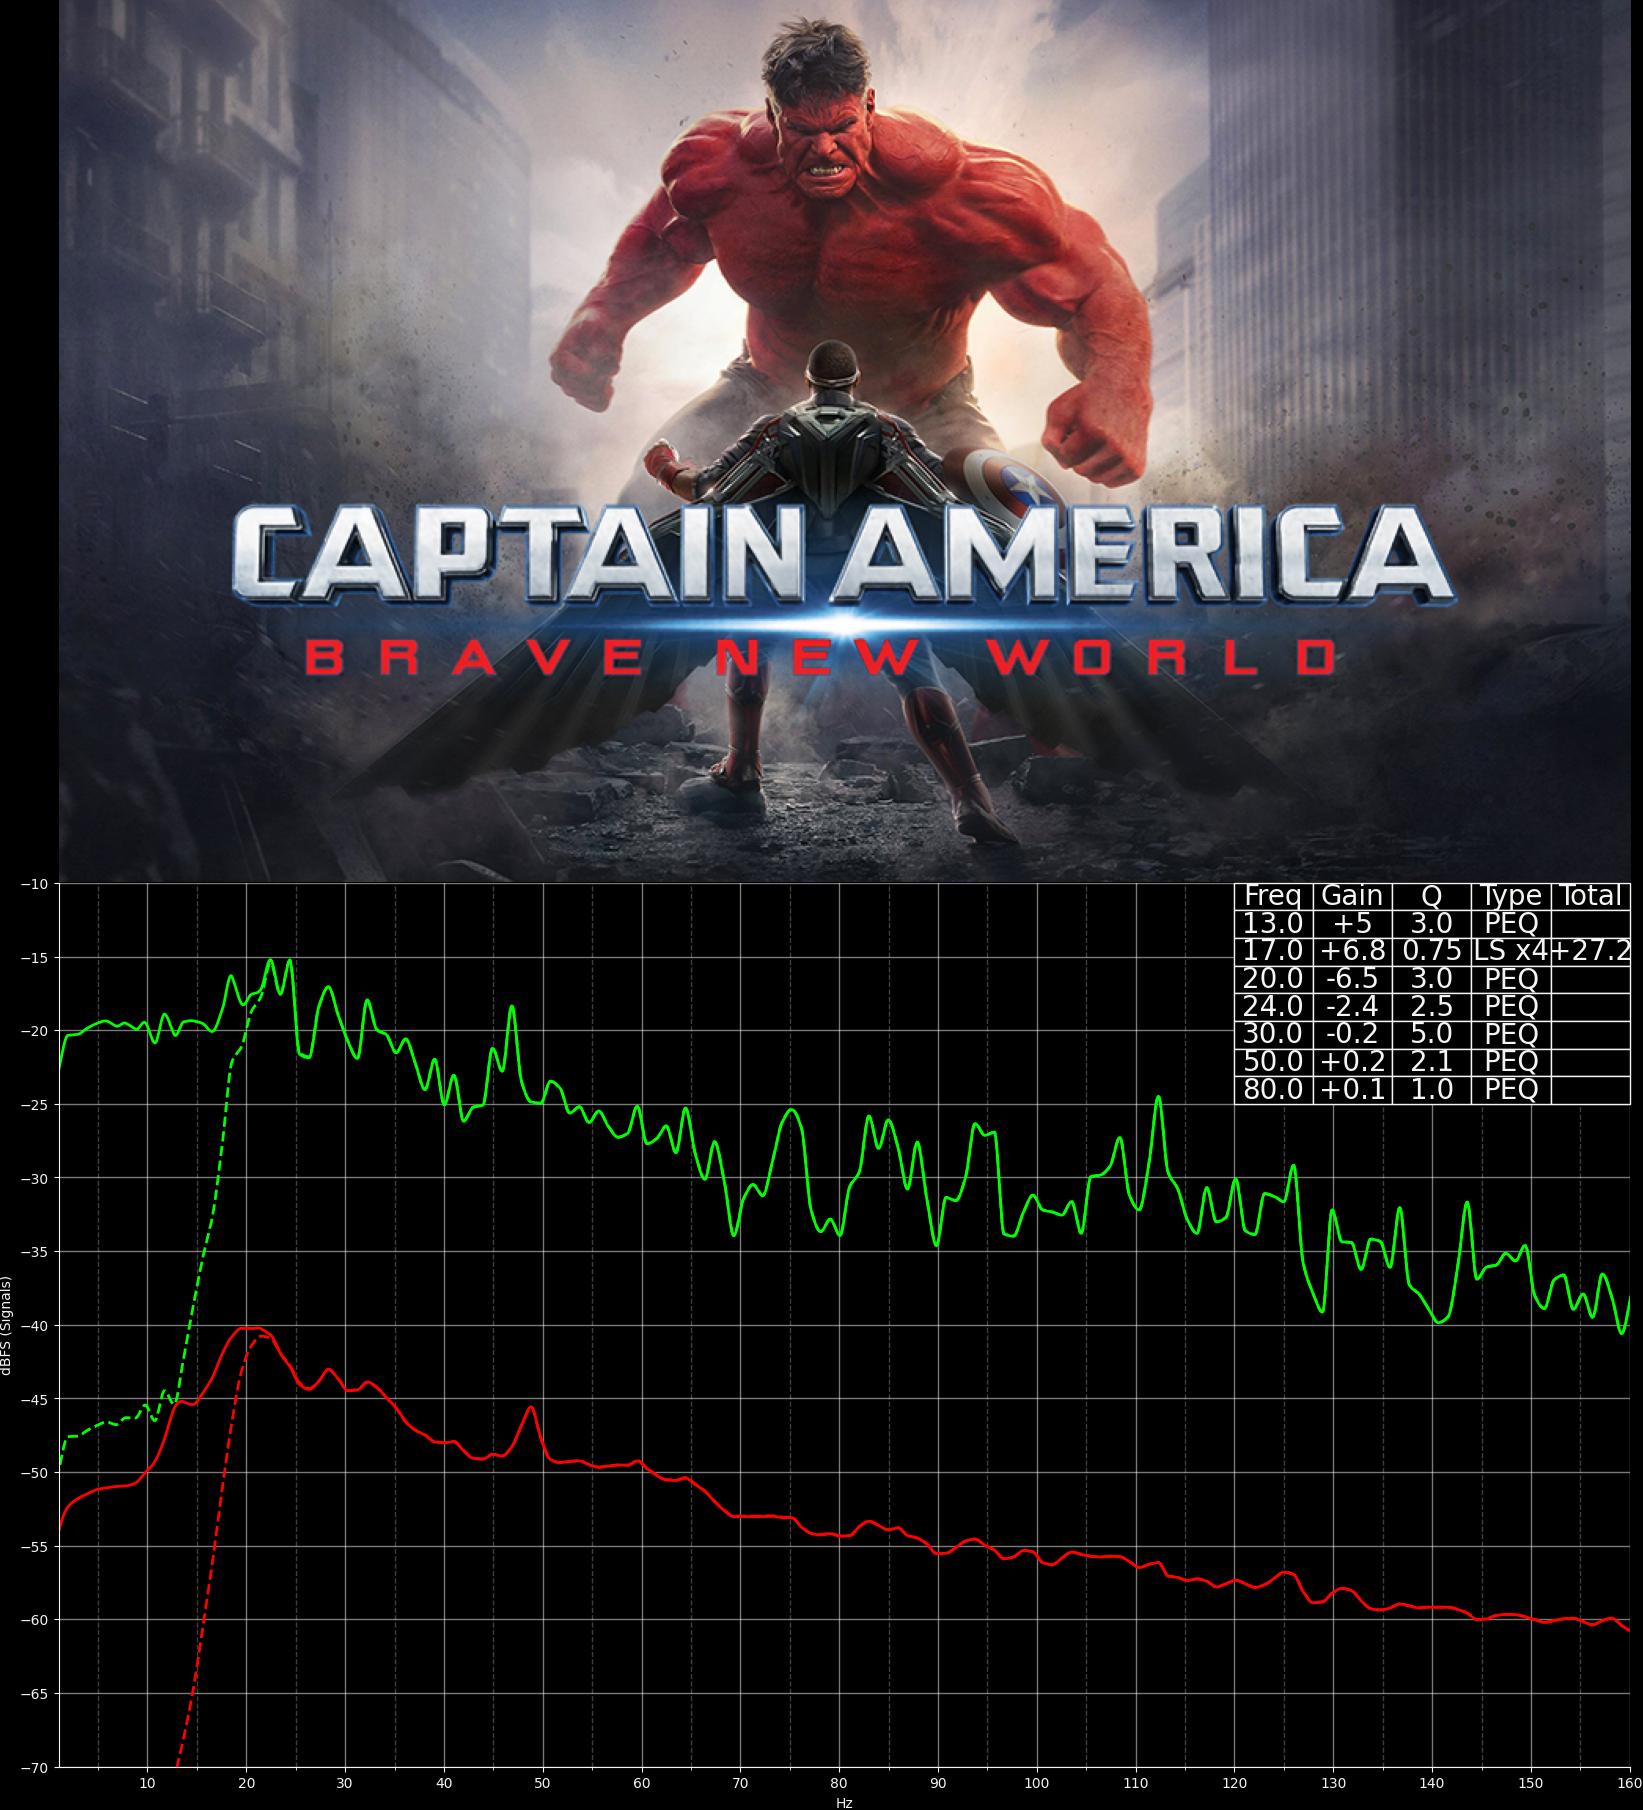 CAPTAIN AMERICA
BRAVE NEW WORLD
Freq Gain Q Type Total
13.0 +5 3.0 PEQ
17.0 +6.8 0.75 LS x4 +27.2
20.0 -6.5 3.0 PEQ
24.0 -2.4 2.5 PEQ
30.0 -0.2 5.0 PEQ
50.0 +0.2 2.1 PEQ
80.0 +0.1 1.0 PEQ
−10
−15
−20
−25
−30
−35
−40
−45
−50
−55
−60
−65
−70
dBFS (Signals)
10 20 30 40 50 60 70 80 90 100 110 120 130 140 150 160
Hz